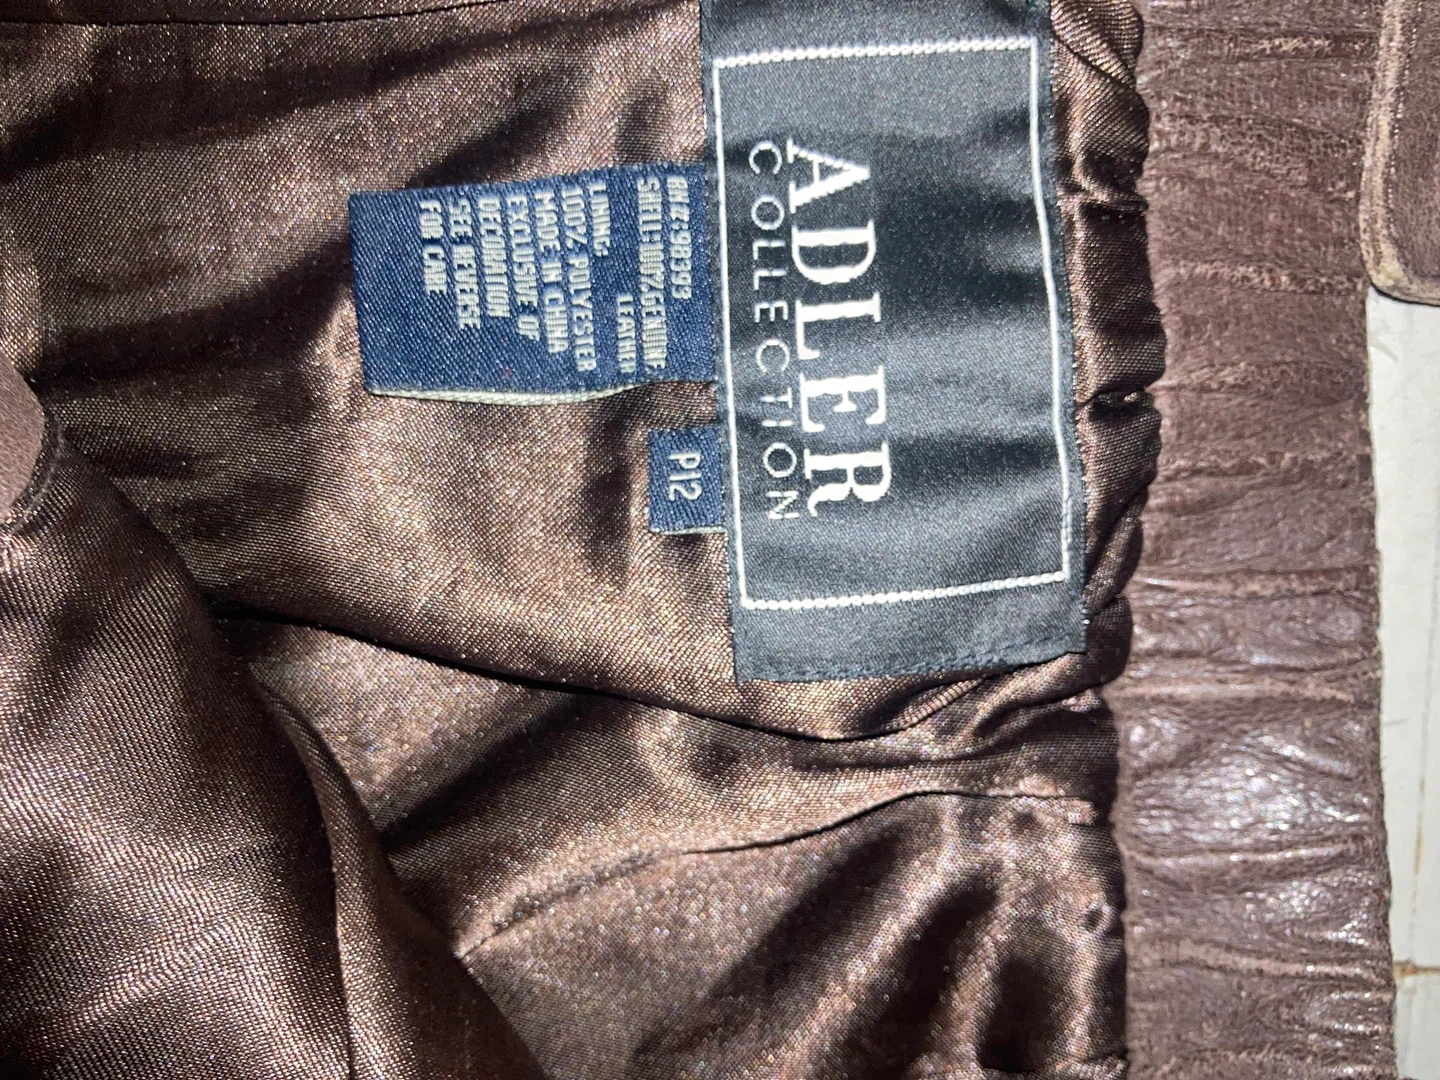 ADLER
COLLECTION
RN#:96399
SHELL: 100% GENUINE
LEATHER
LINING:
100% POLYESTER
MADE IN CHINA
EXCLUSIVE OF
DECORATION
SEE REVERSE
FOR CARE
P12